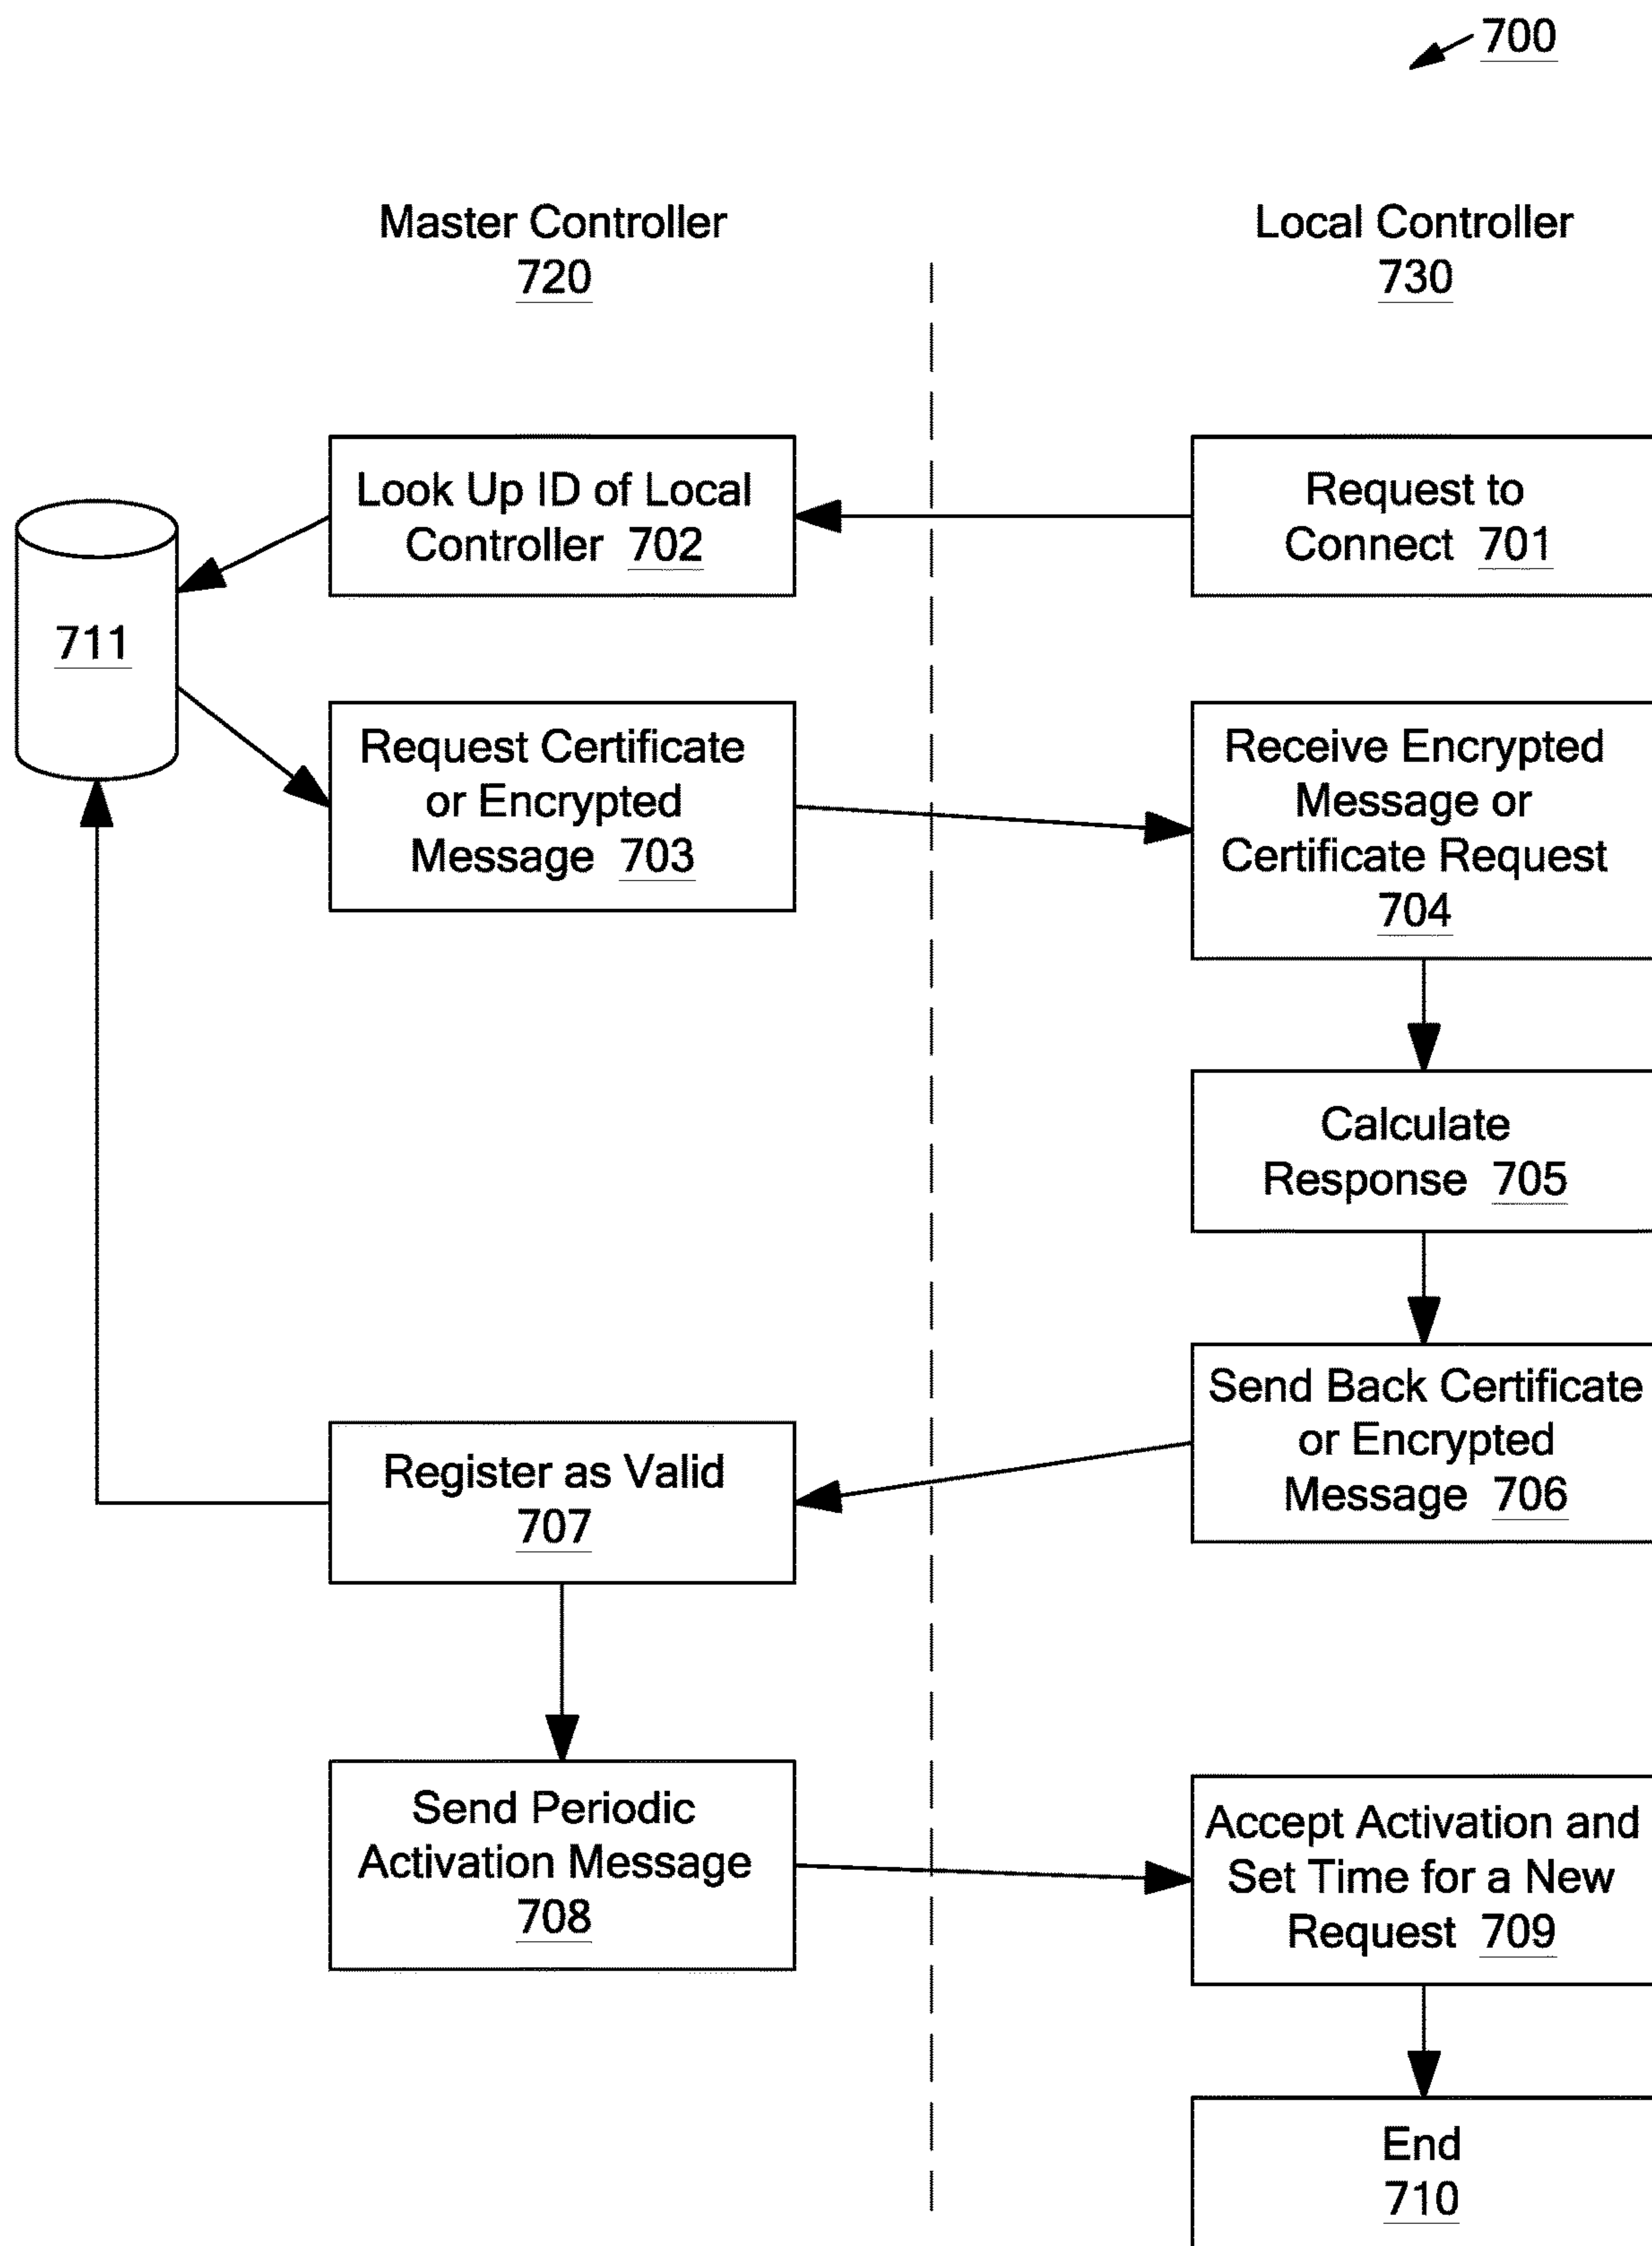 700
Master Controller
720
Local Controller
730
Look Up ID of Local
Controller 702
Request to
Connect 701
711
Request Certificate
or Encrypted
Message 703
Receive Encrypted
Message or
Certificate Request
704
Calculate
Response 705
Send Back Certificate
or Encrypted
Message 706
Register as Valid
707
Send Periodic
Activation Message
708
Accept Activation and
Set Time for a New
Request 709
End
710